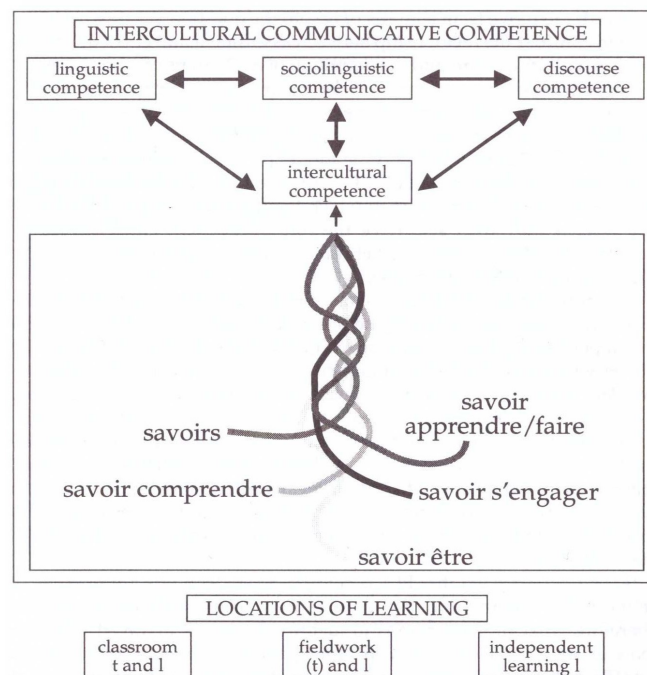 INTERCULTURAL COMMUNICATIVE COMPETENCE
linguistic
competence
sociolinguistic
competence
discourse
competence
intercultural
competence
savoirs
savoir
apprendre/faire
savoir comprendre
savoir s'engager
savoir être
LOCATIONS OF LEARNING
classroom
t and l
fieldwork
(t) and l
independent
learning l